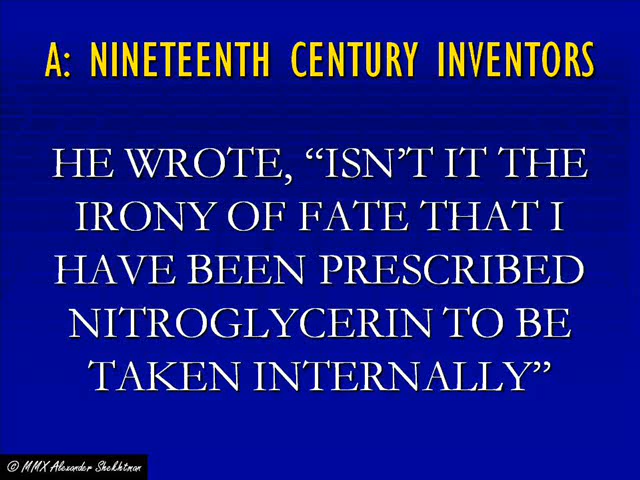 A: NINETEENTH CENTURY INVENTORS
HE WROTE, “ISN’T IT THE
IRONY OF FATE THAT I
HAVE BEEN PRESCRIBED
NITROGLYCERIN TO BE
TAKEN INTERNALLY”
© MMX Alexander Shekhtman